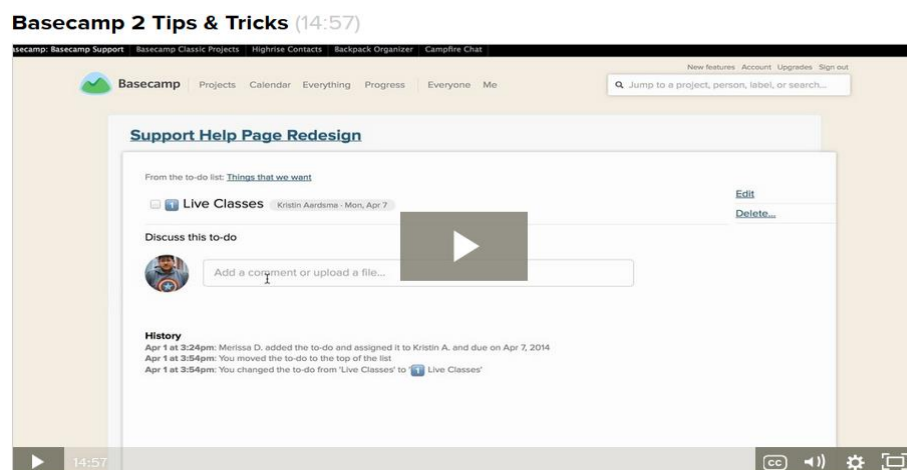 Basecamp 2 Tips & Tricks (14:57)
asecamp: Basecamp Support Basecamp Classic Projects Highrise Contacts Backpack Organizer Campfire Chat
New features Account Upgrades Sign out
Basecamp Projects Calendar Everything Progress Everyone Me Jump to a project, person, label, or search...
Support Help Page Redesign
From the to-do list: Things that we want
Edit
1 Live Classes Kristin Aardsma - Mon, Apr 7
Delete...
Discuss this to-do
Add a comment or upload a file...
History
Apr 1 at 3:24pm: Merissa D. added the to-do and assigned it to Kristin A. and due on Apr 7, 2014
Apr 1 at 3:54pm: You moved the to-do to the top of the list
Apr 1 at 3:54pm: You changed the to-do from 'Live Classes' to '1 Live Classes'
14:57 CC